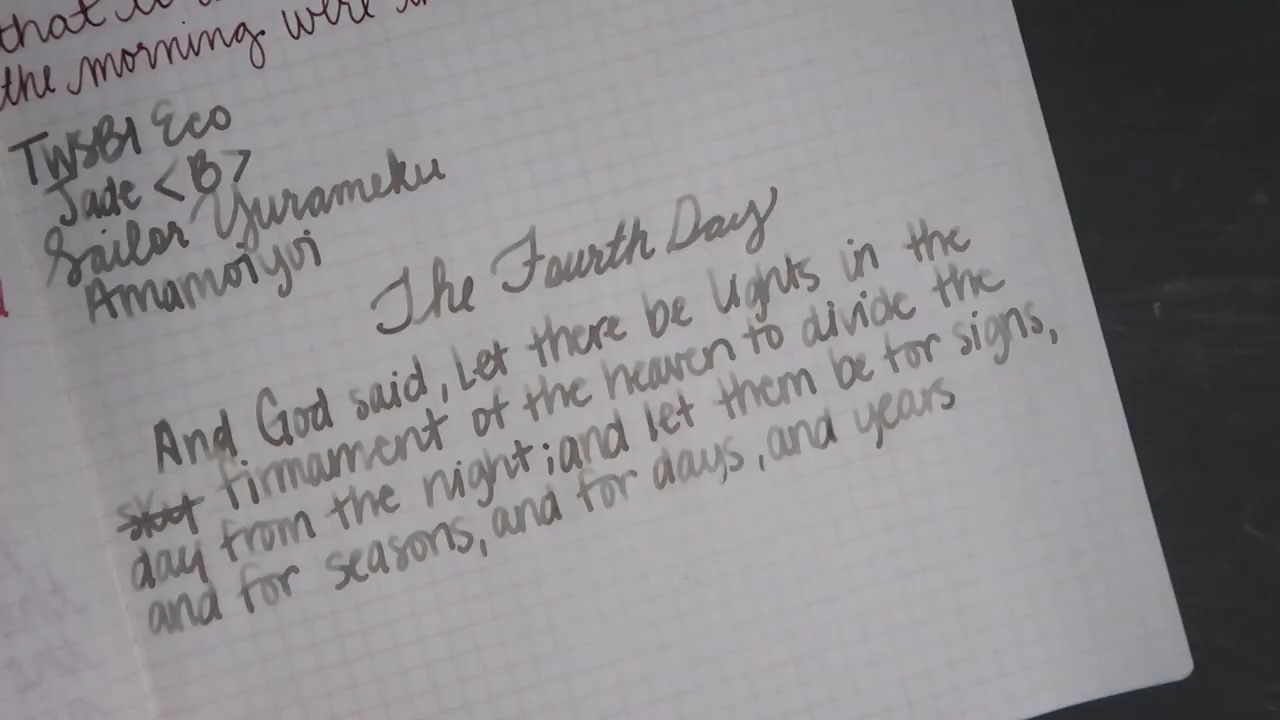 that
the morning were
TWSBI Eco
Jade <B>
Sailor Yurameku
Amamoiyoi
The Fourth Day
And God said, Let there be lights in the
firmament of the heaven to divide the
day from the night; and let them be for signs,
and for seasons, and for days, and years